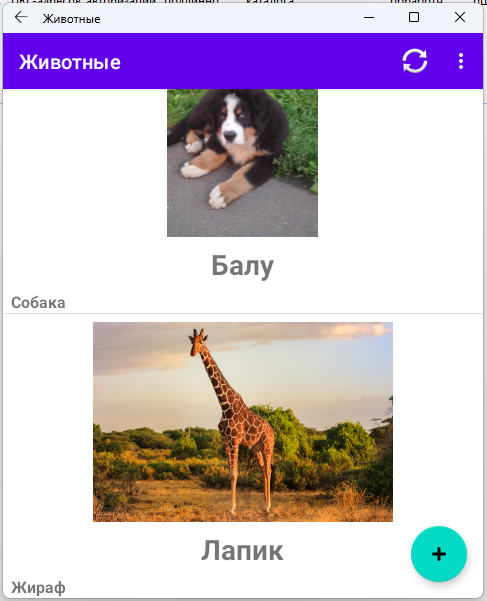 Животные
Животные
Балу
Собака
Лапик
Жираф